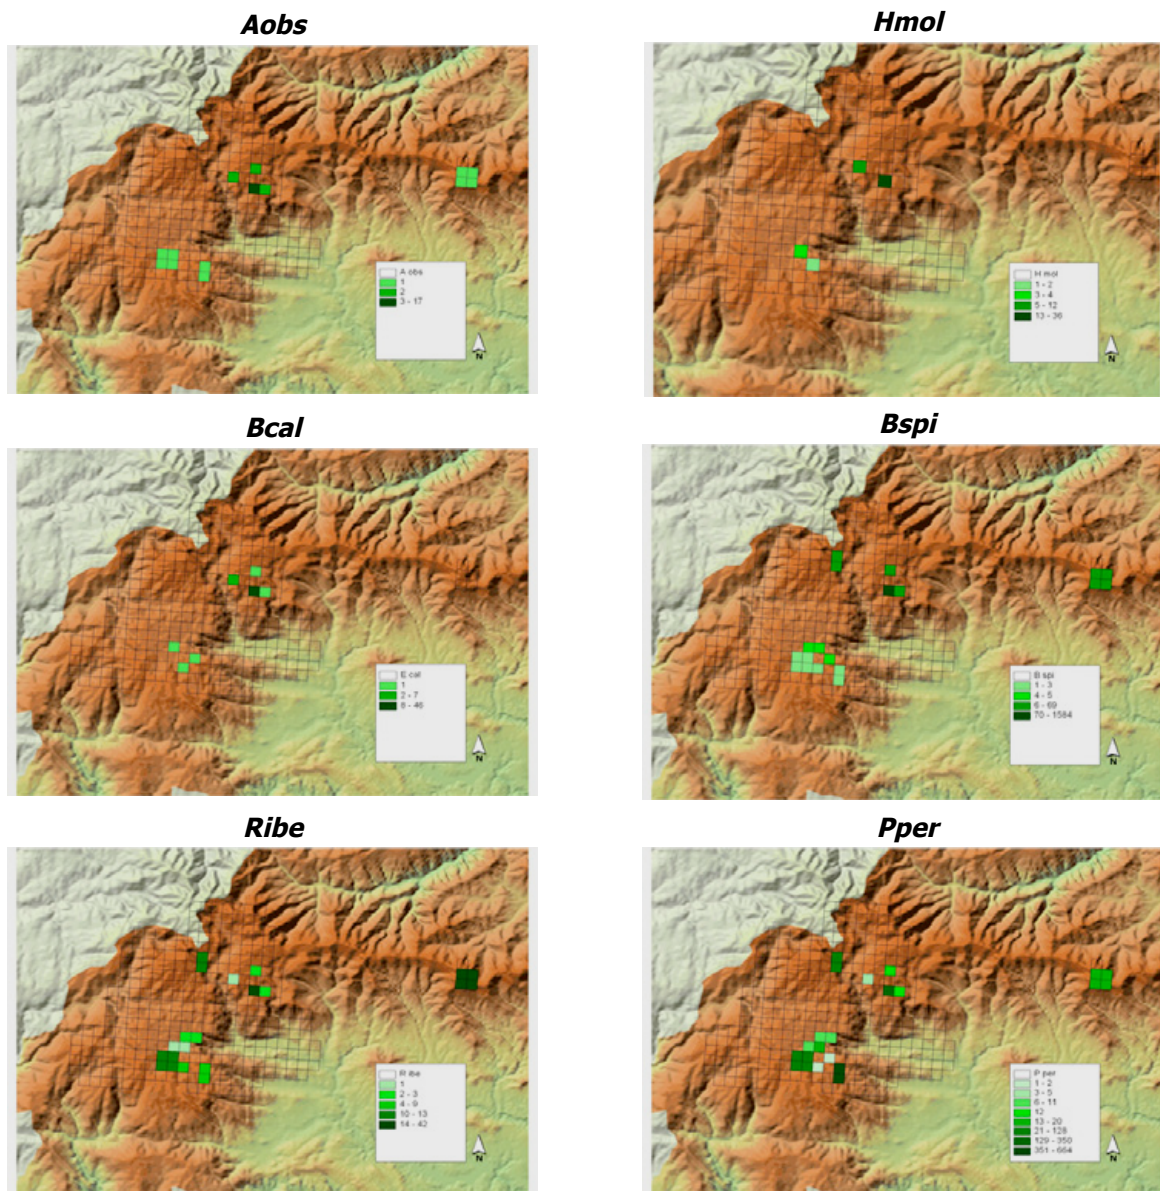 Aobs
Hmol
A obs
1
2
3 - 17
N
H mol
1 - 2
3 - 4
5 - 12
13 - 36
N
Bcal
Bspi
E cal
1
2 - 7
8 - 46
N
B spi
1 - 3
4 - 5
6 - 69
70 - 1584
N
Ribe
Pper
R ibe
1
2 - 3
4 - 9
10 - 13
14 - 42
N
P per
1 - 2
3 - 5
6 - 11
12
13 - 20
21 - 128
129 - 350
351 - 664
N